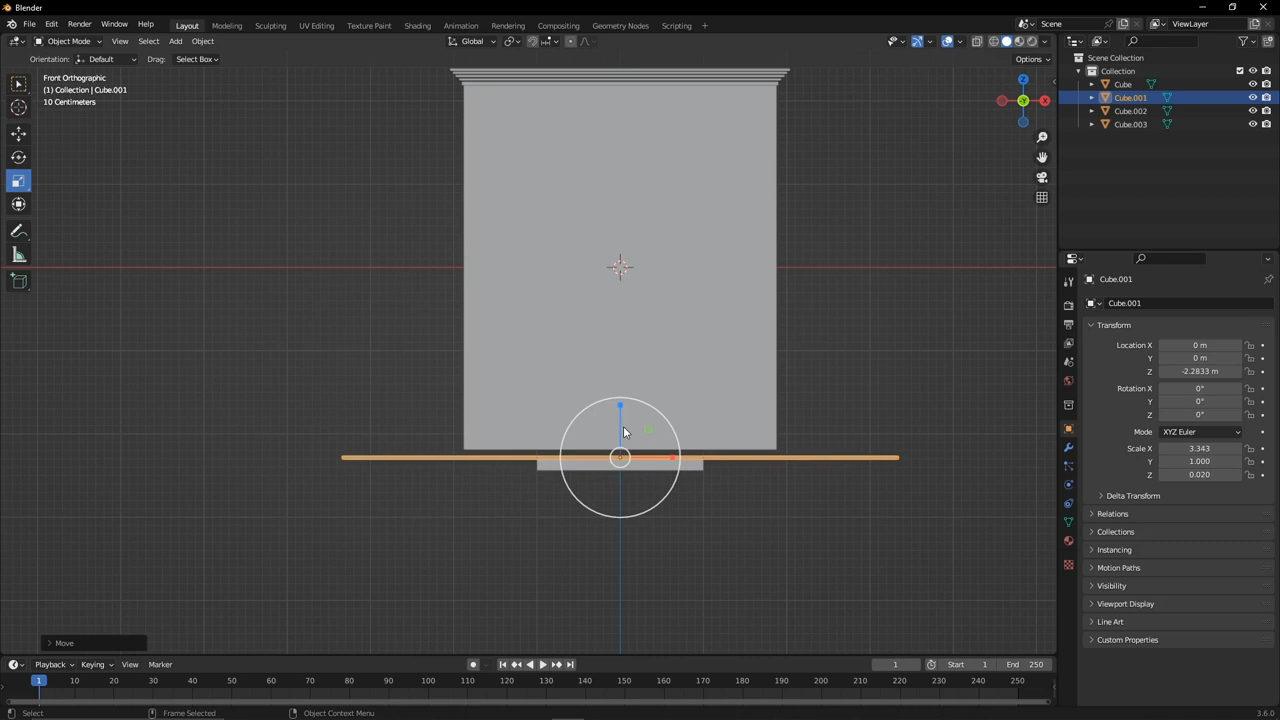 Blender
File Edit Render Window Help Layout Modeling Sculpting UV Editing Texture Paint Shading Animation Rendering Compositing Geometry Nodes Scripting + Scene ViewLayer
Object Mode View Select Add Object Global
Orientation: Default Drag: Select Box Options
Front Orthographic
(1) Collection | Cube.001
10 Centimeters
Z
-Y
X
Scene Collection
Collection
Cube
Cube.001
Cube.002
Cube.003
Cube.001
Cube.001
Transform
Location X 0 m
Y 0 m
Z -2.2833 m
Rotation X 0°
Y 0°
Z 0°
Mode XYZ Euler
Scale X 3.343
Y 1.000
Z 0.020
Delta Transform
Relations
Collections
Instancing
Motion Paths
Visibility
Viewport Display
Line Art
Custom Properties
Move
Playback Keying View Marker 1 Start 1 End 250
1 10 20 30 40 50 60 70 80 90 100 110 120 130 140 150 160 170 180 190 200 210 220 230 240 250
Select Frame Selected Object Context Menu 3.6.0